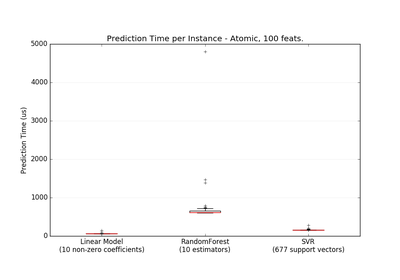 Prediction Time per Instance - Atomic, 100 feats.
Prediction Time (us)
5000
4000
3000
2000
1000
0
Linear Model
(10 non-zero coefficients)
RandomForest
(10 estimators)
SVR
(677 support vectors)